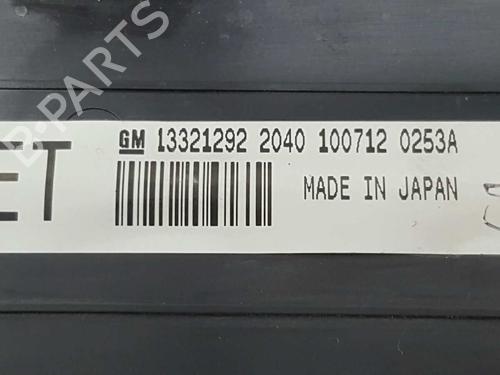 GM 13321292 2040 100712 0253A
ET
MADE IN JAPAN
B-PARTS